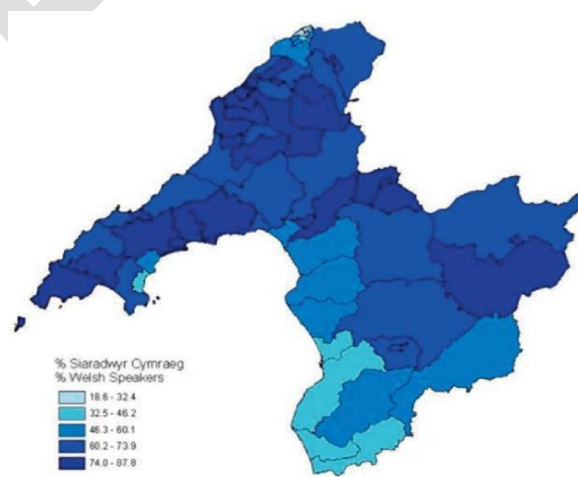 % Siaradwyr Cymraeg
% Welsh Speakers
18.6 - 32.4
32.5 - 46.2
46.3 - 60.1
60.2 - 73.9
74.0 - 87.8